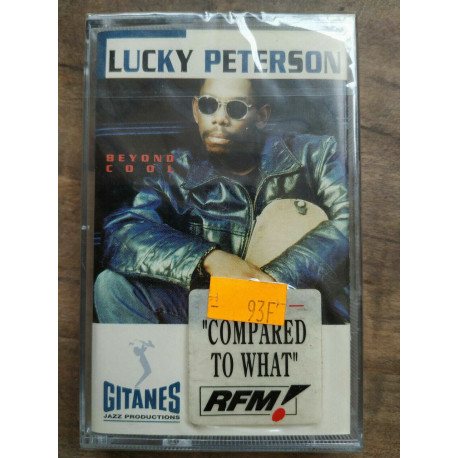 LUCKY PETERSON
BEYOND
COOL
93F
"COMPARED
TO WHAT"
RFM!
GITANES
JAZZ PRODUCTIONS